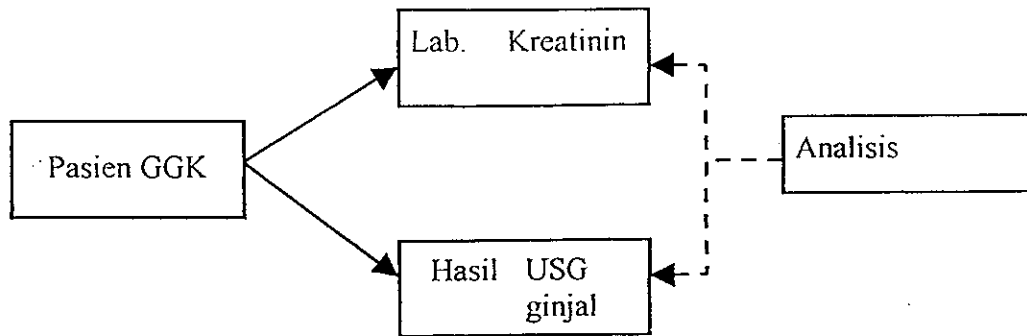 Lab. Kreatinin
Pasien GGK
Analisis
Hasil USG
ginjal